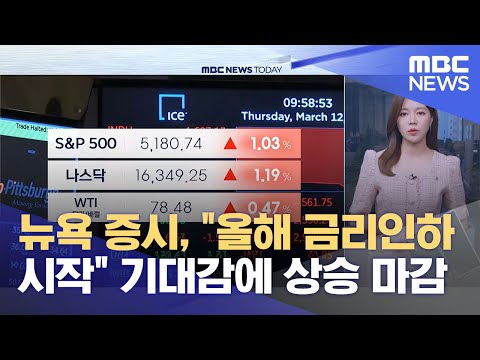 MBC NEWS TODAY
MBC
NEWS
Trade Halted
ice
09:58:53
Thursday, March 12
S&P 500 5,180.74 ▲ 1.03 %
나스닥 16,349.25 ▲ 1.19 %
WTI 78.48 ▲ 0.47 %
Pittsburgh
뉴욕 증시, "올해 금리인하
시작" 기대감에 상승 마감